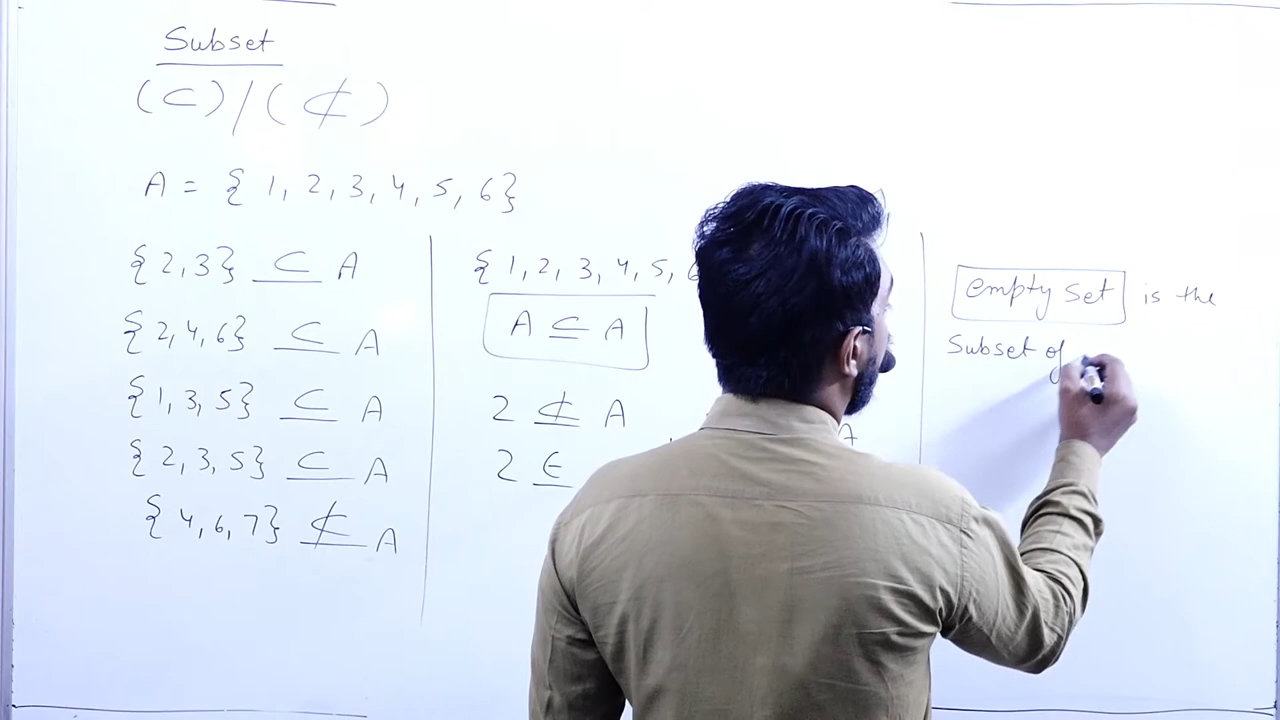 Subset
(⊂)/(⊄)
A = { 1, 2, 3, 4, 5, 6}
{2,3} ⊂ A
{2,4,6} ⊂ A
{1,3,5} ⊂ A
{2,3,5} ⊂ A
{4,6,7} ⊄ A
{ 1, 2, 3, 4, 5, 6
A ⊂ A
2 ⊄ A
2 ∈
A
empty set is the
Subset of